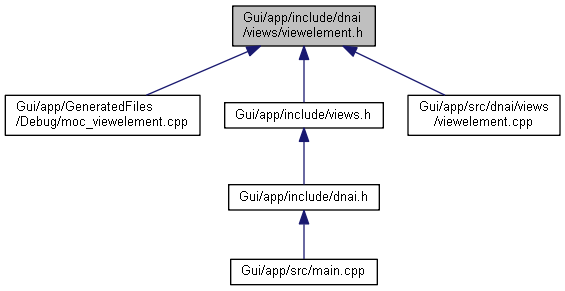 Gui/app/include/dnai
/views/viewelement.h
Gui/app/GeneratedFiles
/Debug/moc_viewelement.cpp
Gui/app/include/views.h
Gui/app/src/dnai/views
/viewelement.cpp
Gui/app/include/dnai.h
Gui/app/src/main.cpp